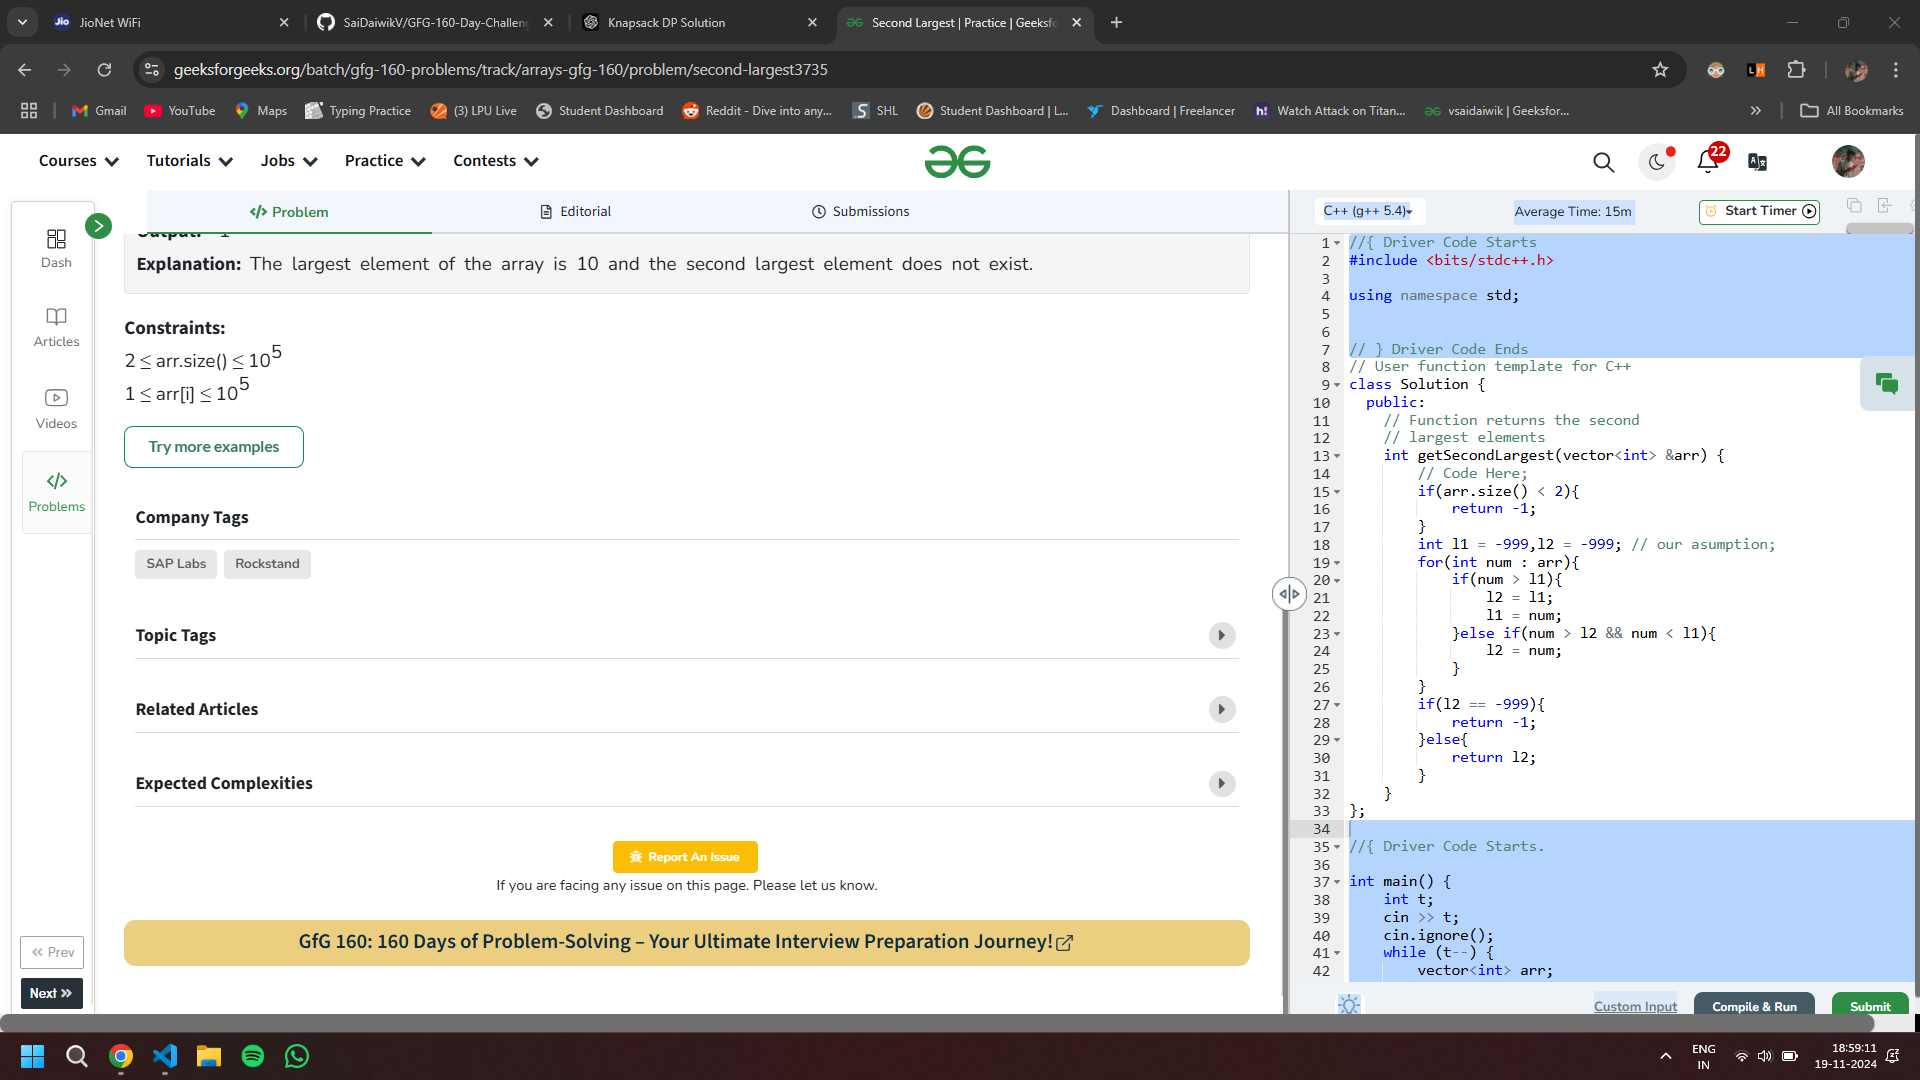 JioNet WiFi
SaiDaiwikV/GFG-160-Day-Challeng
Knapsack DP Solution
Second Largest | Practice | Geeksfo
geeksforgeeks.org/batch/gfg-160-problems/track/arrays-gfg-160/problem/second-largest3735
Gmail
YouTube
Maps
Typing Practice
(3) LPU Live
Student Dashboard
Reddit - Dive into any...
SHL
Student Dashboard | L...
Dashboard | Freelancer
Watch Attack on Titan...
vsaidaiwik | Geeksfor...
All Bookmarks
Courses
Tutorials
Jobs
Practice
Contests
22
Dash
Articles
Videos
Problems
« Prev
Next »
Problem
Editorial
Submissions
Output: -1
Explanation: The largest element of the array is 10 and the second largest element does not exist.
Constraints:
2 ≤ arr.size() ≤ 10^5
1 ≤ arr[i] ≤ 10^5
Try more examples
Company Tags
SAP Labs
Rockstand
Topic Tags
Related Articles
Expected Complexities
Report An Issue
If you are facing any issue on this page. Please let us know.
GfG 160: 160 Days of Problem-Solving – Your Ultimate Interview Preparation Journey!
C++ (g++ 5.4)
Average Time: 15m
Start Timer
1 //{ Driver Code Starts
2 #include <bits/stdc++.h>
3
4 using namespace std;
5
6
7 // } Driver Code Ends
8 // User function template for C++
9 class Solution {
10 public:
11 // Function returns the second
12 // largest elements
13 int getSecondLargest(vector<int> &arr) {
14 // Code Here;
15 if(arr.size() < 2){
16 return -1;
17 }
18 int l1 = -999,l2 = -999; // our asumption;
19 for(int num : arr){
20 if(num > l1){
21 l2 = l1;
22 l1 = num;
23 }else if(num > l2 && num < l1){
24 l2 = num;
25 }
26 }
27 if(l2 == -999){
28 return -1;
29 }else{
30 return l2;
31 }
32 }
33 };
34
35 //{ Driver Code Starts.
36
37 int main() {
38 int t;
39 cin >> t;
40 cin.ignore();
41 while (t--) {
42 vector<int> arr;
Custom Input
Compile & Run
Submit
ENG
IN
18:59:11
19-11-2024